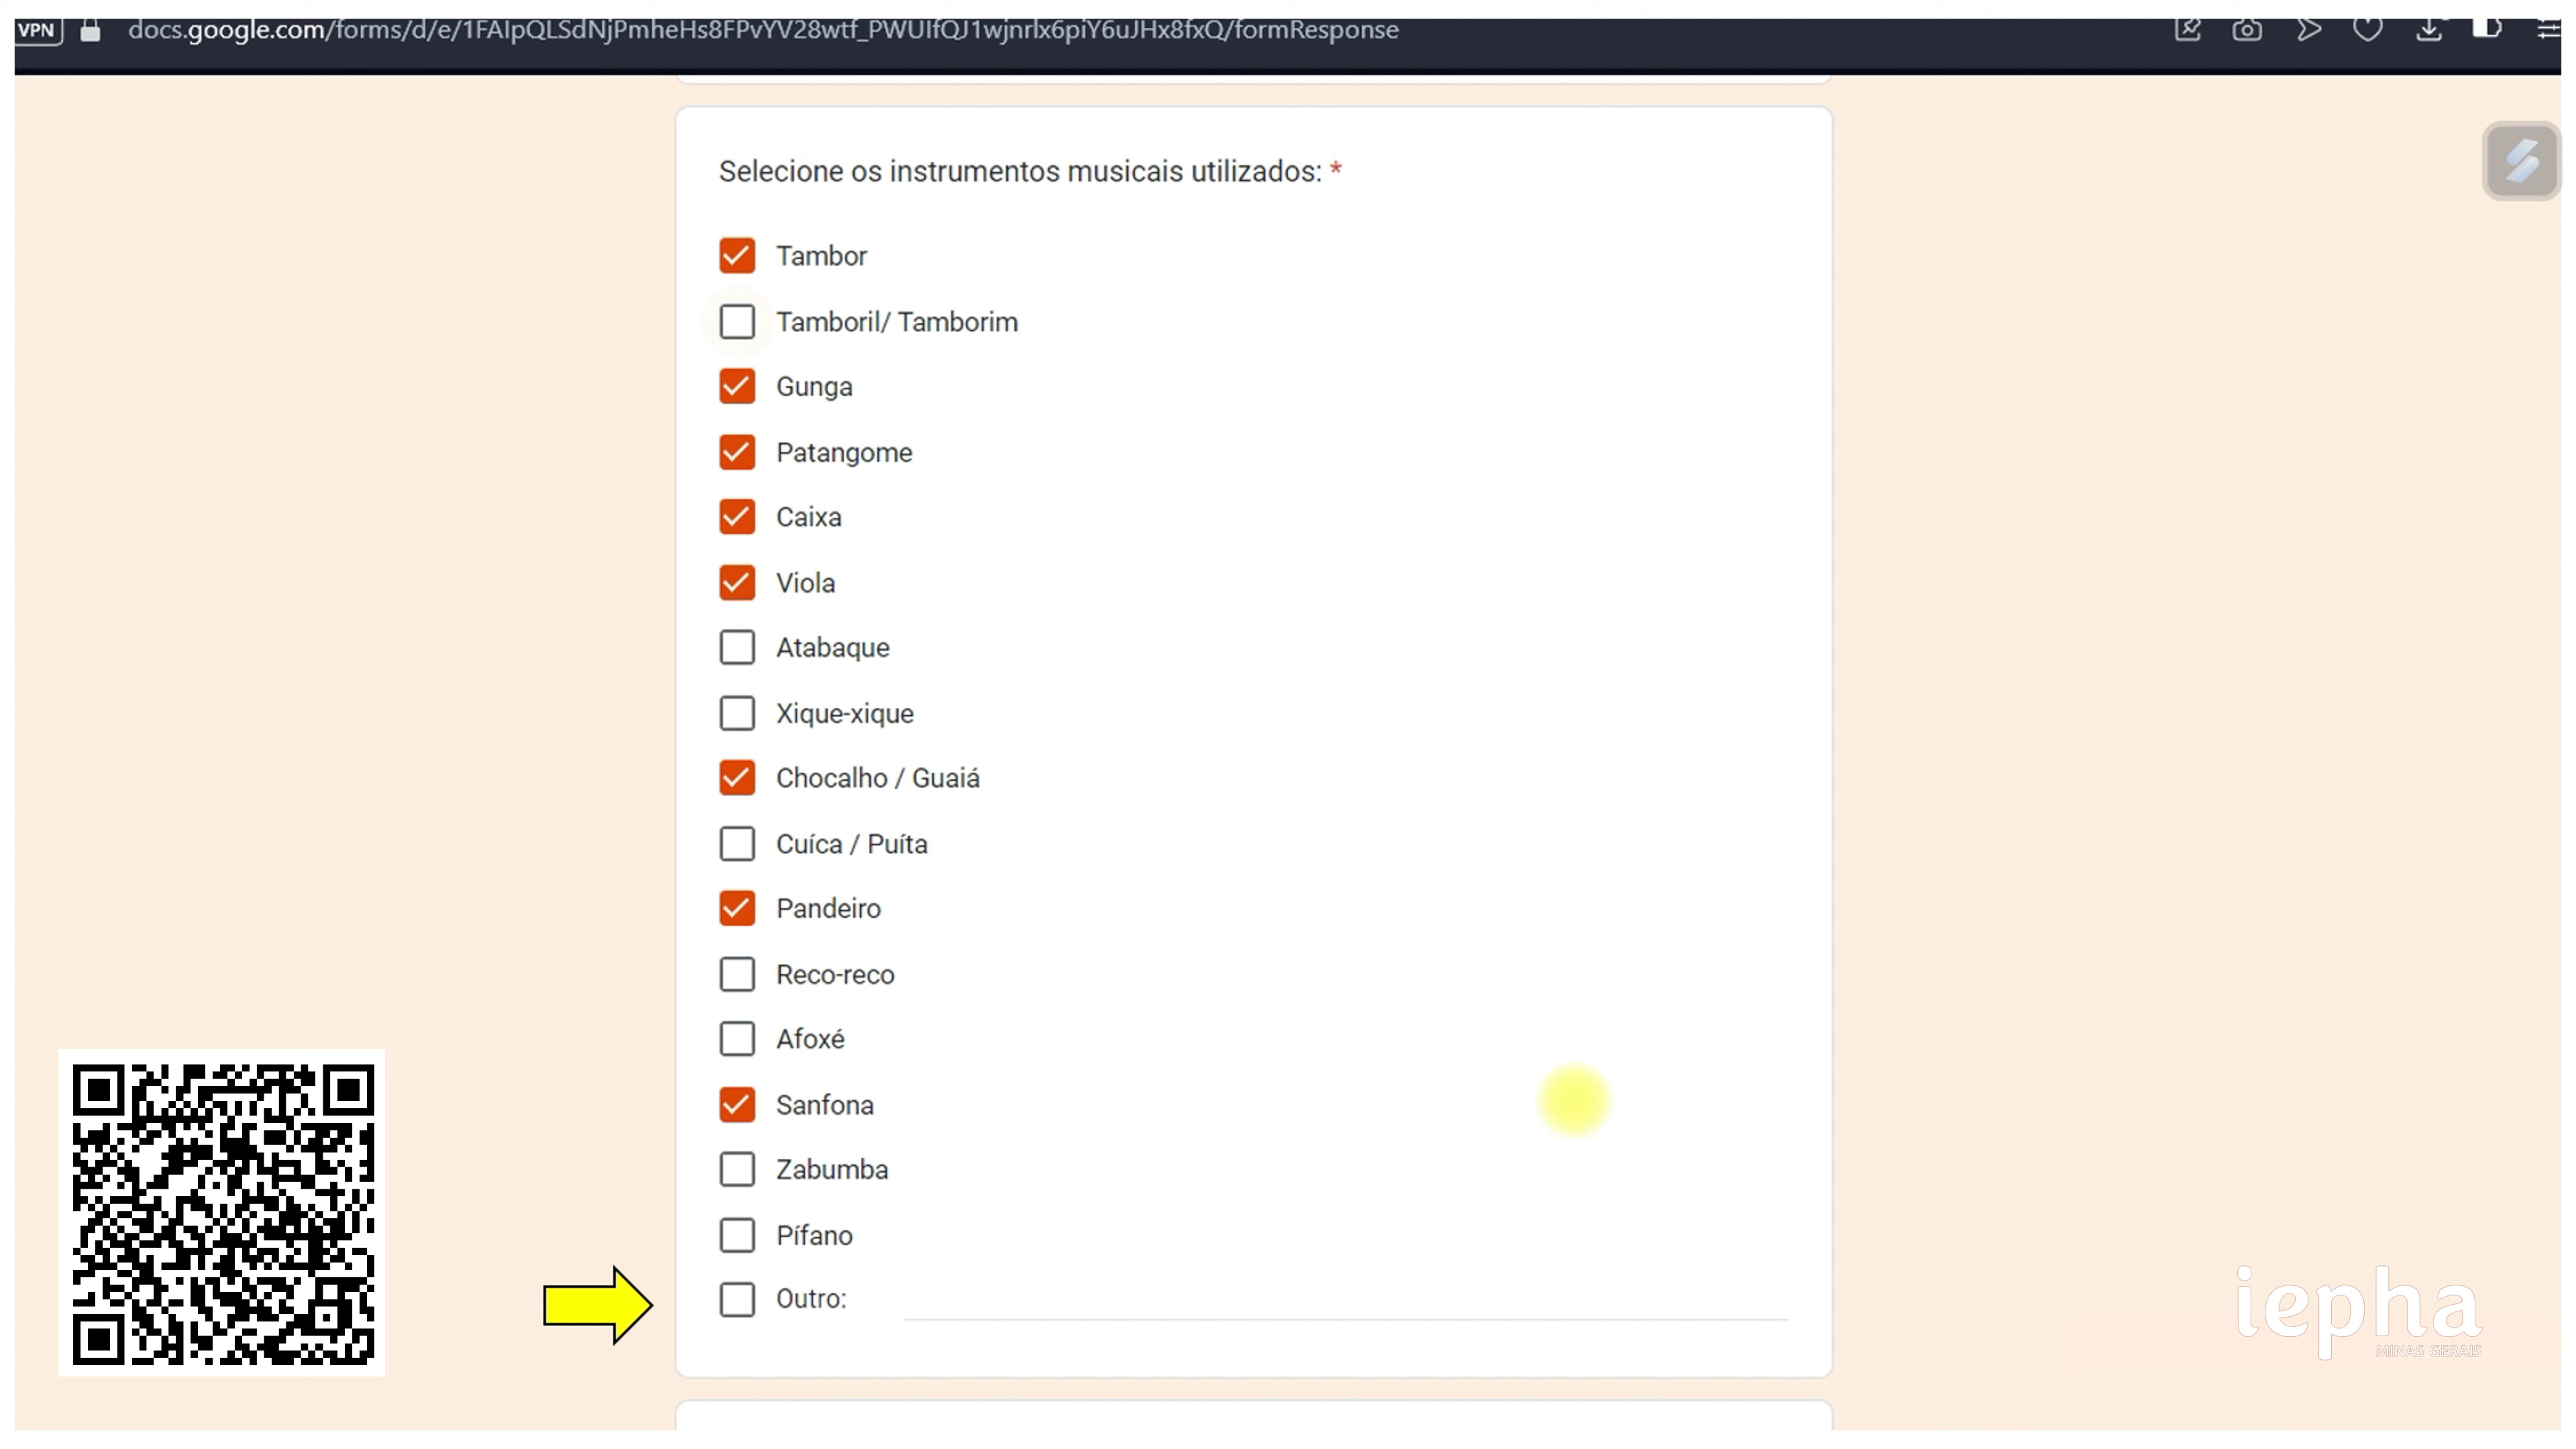 VPN docs.google.com/forms/d/e/1FAIpQLSdNjPmheHs8FPvYV28wtf_PWUIfQJ1wjnrlx6piY6uJHx8fxQ/formResponse
Selecione os instrumentos musicais utilizados: *
Tambor
Tamboril/ Tamborim
Gunga
Patangome
Caixa
Viola
Atabaque
Xique-xique
Chocalho / Guaiá
Cuíca / Puíta
Pandeiro
Reco-reco
Afoxé
Sanfona
Zabumba
Pífano
Outro:
iepha
MINAS GERAIS